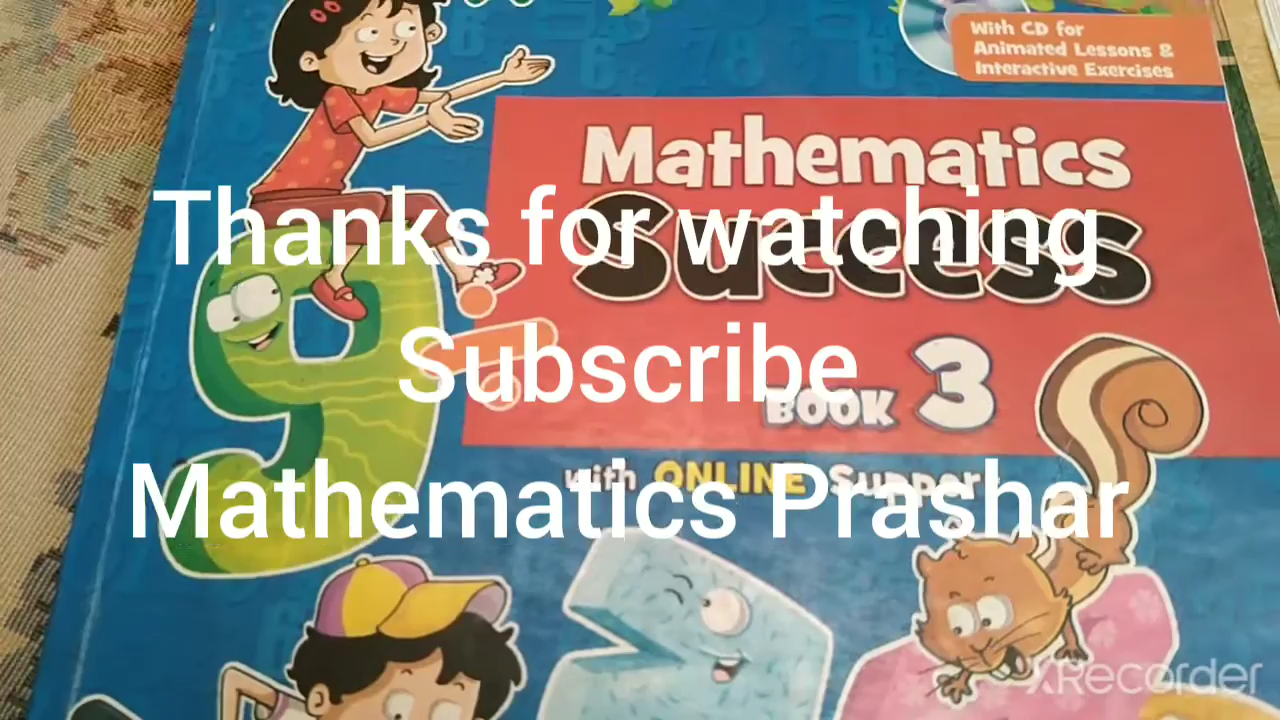 With CD for
Animated Lessons &
Interactive Exercises
Mathematics
Success
Thanks for watching
Subscribe
BOOK 3
with ONLINE Support
Mathematics Prashar
XRecorder